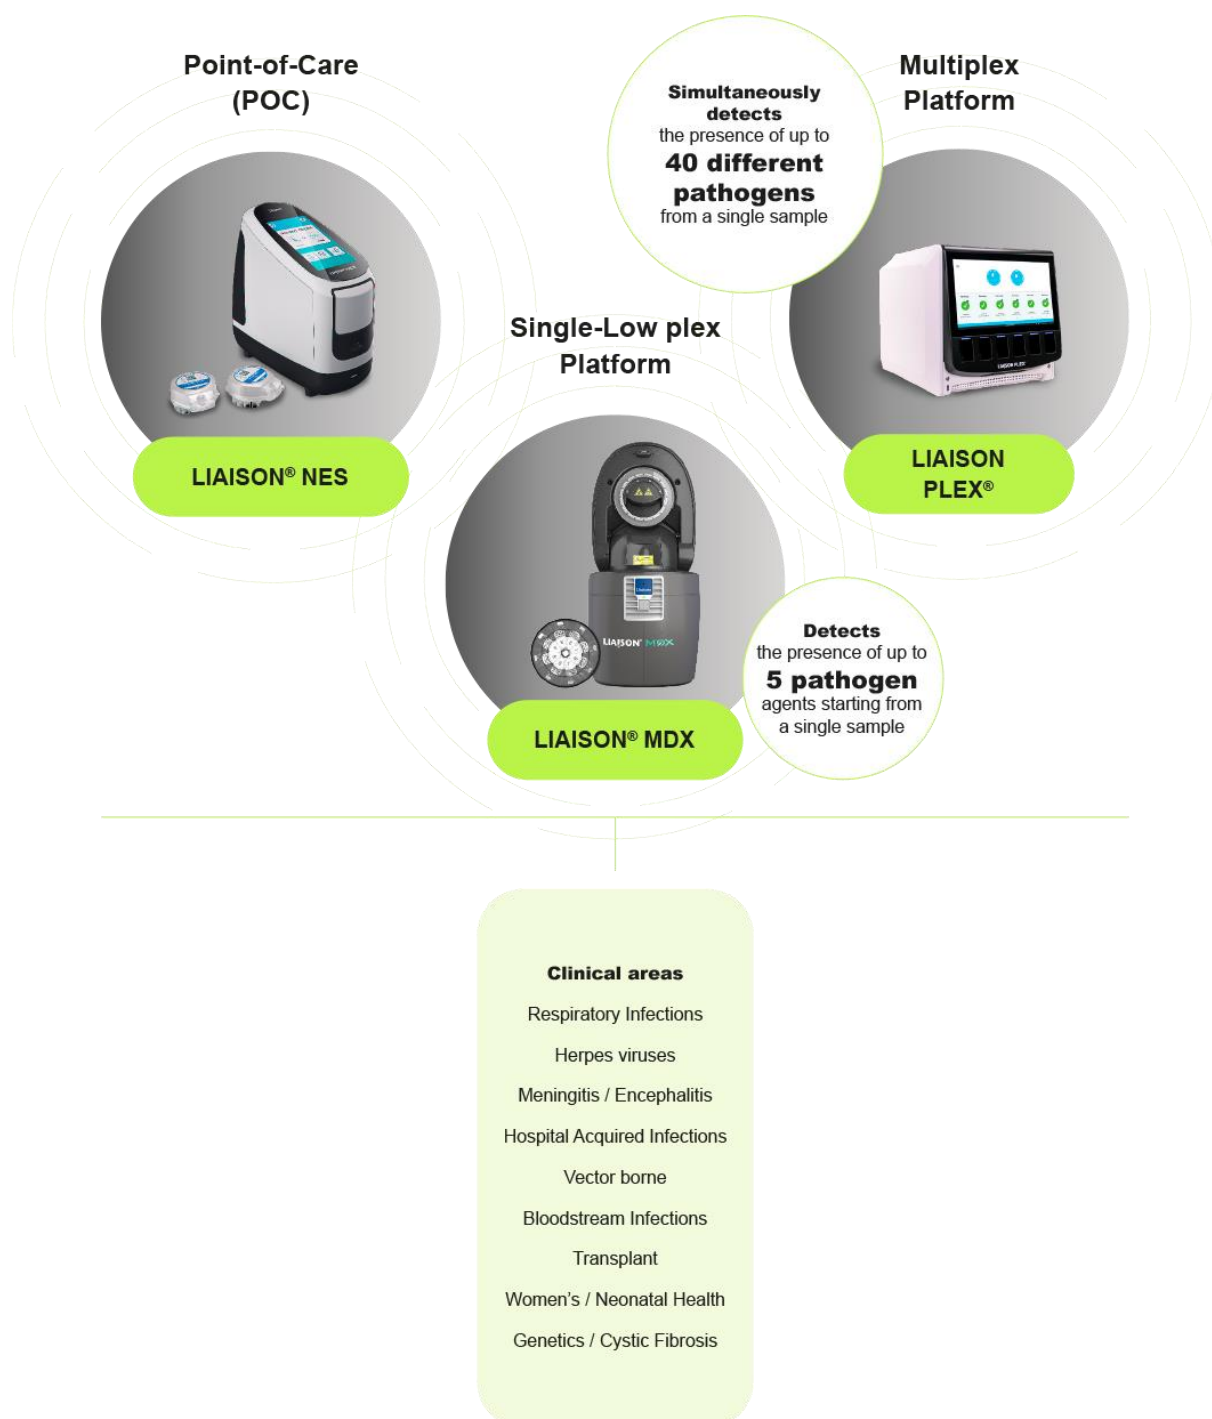 Point-of-Care
(POC)
Simultaneously
detects
the presence of up to
40 different
pathogens
from a single sample
Multiplex
Platform
Single-Low plex
Platform
LIAISON® NES
LIAISON PLEX
LIAISON
PLEX®
LIAISON® MDX
Detects
the presence of up to
5 pathogen
agents starting from
a single sample
LIAISON® MDX
Clinical areas
Respiratory Infections
Herpes viruses
Meningitis / Encephalitis
Hospital Acquired Infections
Vector borne
Bloodstream Infections
Transplant
Women’s / Neonatal Health
Genetics / Cystic Fibrosis